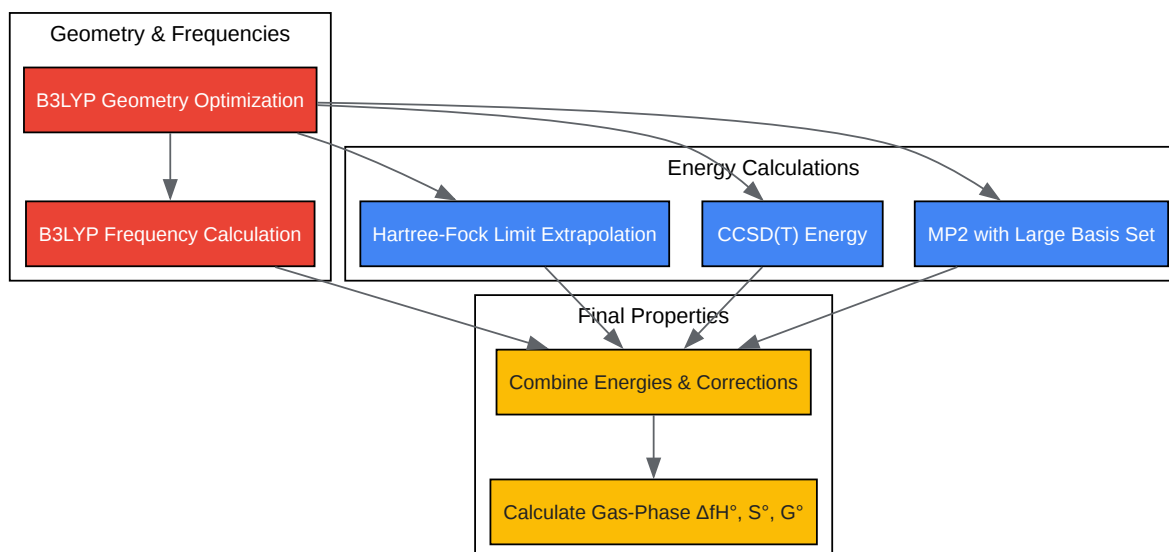 Geometry & Frequencies
B3LYP Geometry Optimization
Energy Calculations
B3LYP Frequency Calculation
Hartree-Fock Limit Extrapolation
CCSD(T) Energy
MP2 with Large Basis Set
Final Properties
Combine Energies & Corrections
Calculate Gas-Phase ΔfH°, S°, G°